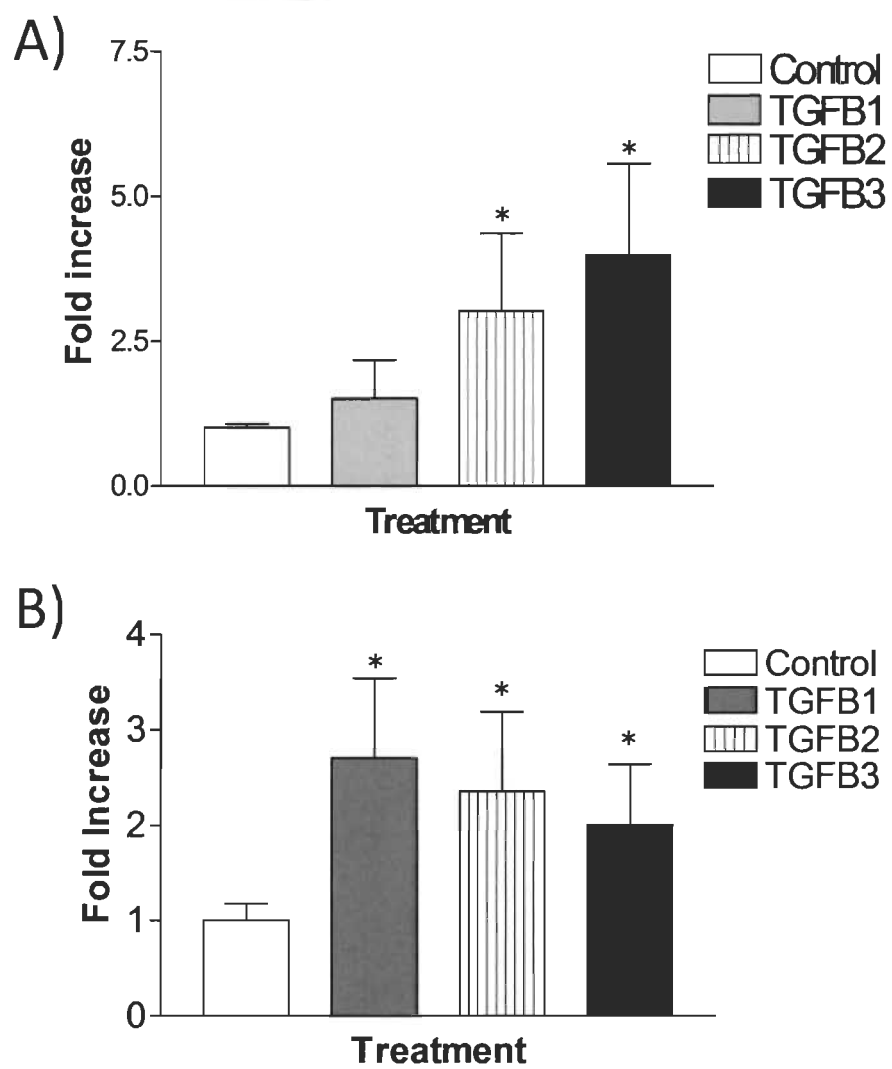 A)
7.5
5.0
2.5
0.0
Fold increase
* *
Treatment
Control
TGFB1
TGFB2
TGFB3
B)
4
3
2
1
0
Fold Increase
* * *
Treatment
Control
TGFB1
TGFB2
TGFB3